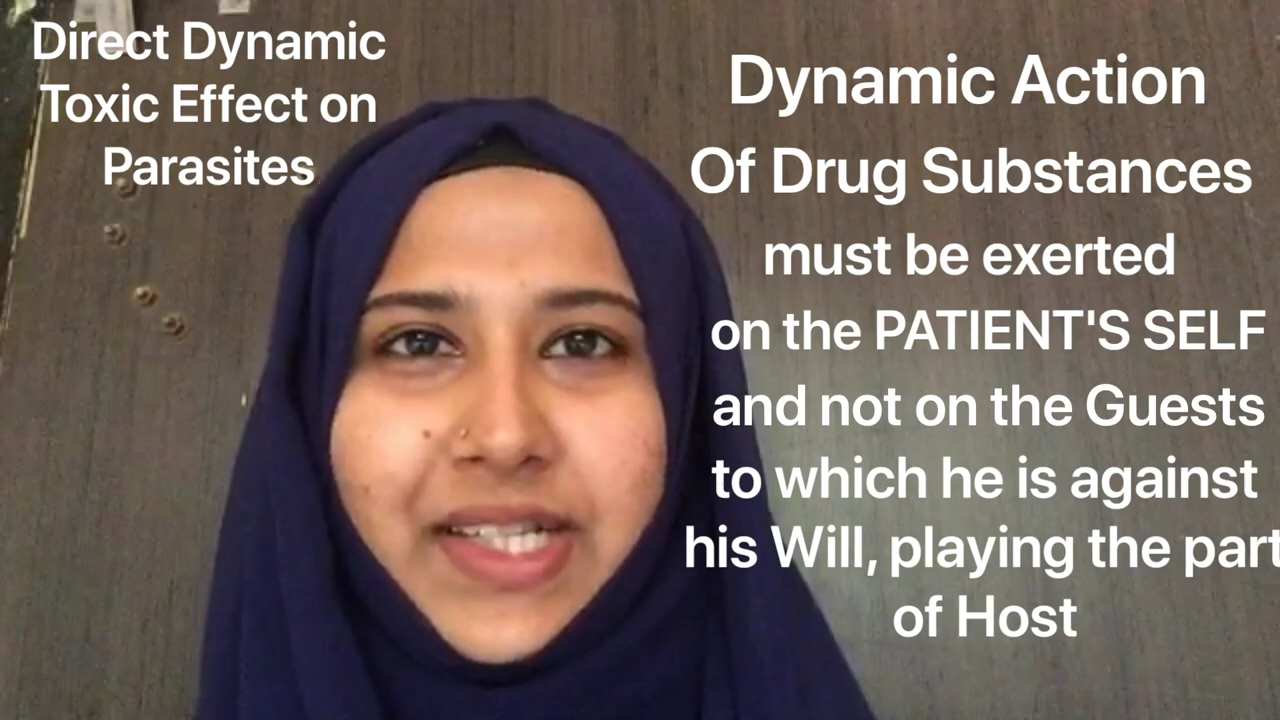 Direct Dynamic
Toxic Effect on
Parasites
Dynamic Action
Of Drug Substances
must be exerted
on the PATIENT'S SELF
and not on the Guests
to which he is against
his Will, playing the part
of Host